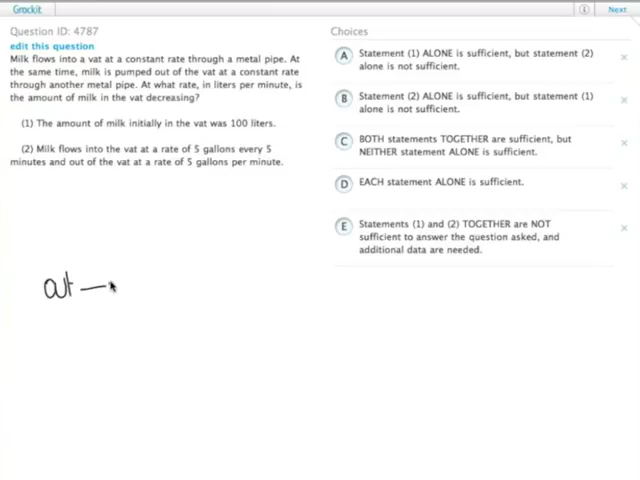 Grockit
Next
Question ID: 4787
edit this question
Milk flows into a vat at a constant rate through a metal pipe. At
the same time, milk is pumped out of the vat at a constant rate
through another metal pipe. At what rate, in liters per minute, is
the amount of milk in the vat decreasing?
(1) The amount of milk initially in the vat was 100 liters.
(2) Milk flows into the vat at a rate of 5 gallons every 5
minutes and out of the vat at a rate of 5 gallons per minute.
out —
Choices
A Statement (1) ALONE is sufficient, but statement (2)
alone is not sufficient.
B Statement (2) ALONE is sufficient, but statement (1)
alone is not sufficient.
C BOTH statements TOGETHER are sufficient, but
NEITHER statement ALONE is sufficient.
D EACH statement ALONE is sufficient.
E Statements (1) and (2) TOGETHER are NOT
sufficient to answer the question asked, and
additional data are needed.